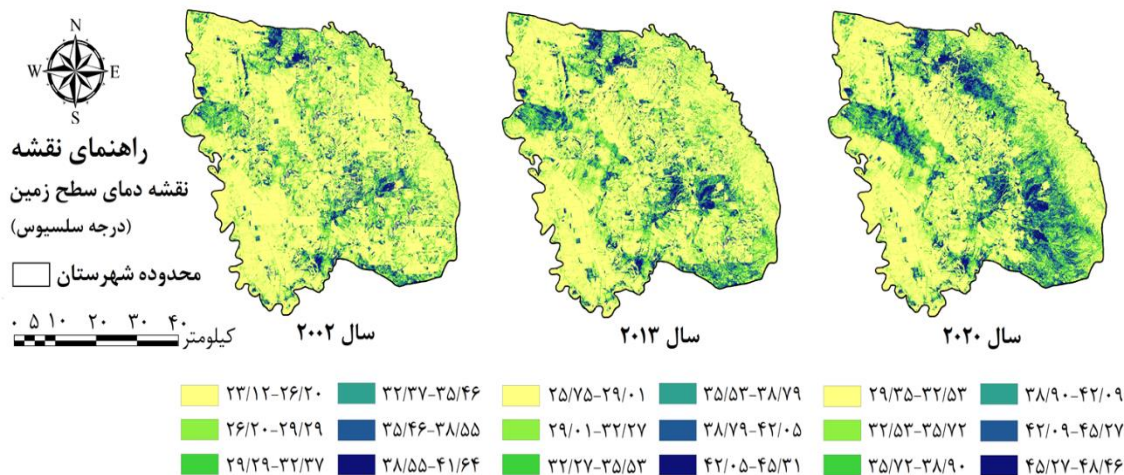 N
W E
S
راهنمای نقشه
نقشه دمای سطح زمین
(درجه سلسیوس)
محدوده شهرستان
۰ ۵ ۱۰ ۲۰ ۳۰ ۴۰
کیلومتر
سال ۲۰۰۲
سال ۲۰۱۳
سال ۲۰۲۰
۲۳/۱۲-۲۶/۲۰ ۳۲/۳۷-۳۵/۴۶ ۲۵/۷۵-۲۹/۰۱ ۳۵/۵۳-۳۸/۷۹ ۲۹/۳۵-۳۲/۵۳ ۳۸/۹۰-۴۲/۰۹
۲۶/۲۰-۲۹/۲۹ ۳۵/۴۶-۳۸/۵۵ ۲۹/۰۱-۳۲/۲۷ ۳۸/۷۹-۴۲/۰۵ ۳۲/۵۳-۳۵/۷۲ ۴۲/۰۹-۴۵/۲۷
۲۹/۲۹-۳۲/۳۷ ۳۸/۵۵-۴۱/۶۴ ۳۲/۲۷-۳۵/۵۳ ۴۲/۰۵-۴۵/۳۱ ۳۵/۷۲-۳۸/۹۰ ۴۵/۲۷-۴۸/۴۶